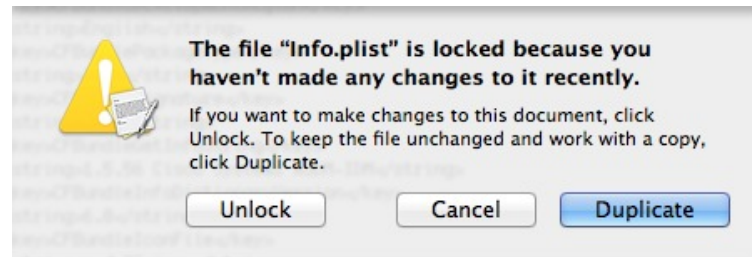 The file “Info.plist” is locked because you
haven’t made any changes to it recently.
If you want to make changes to this document, click
Unlock. To keep the file unchanged and work with a copy,
click Duplicate.
Unlock
Cancel
Duplicate